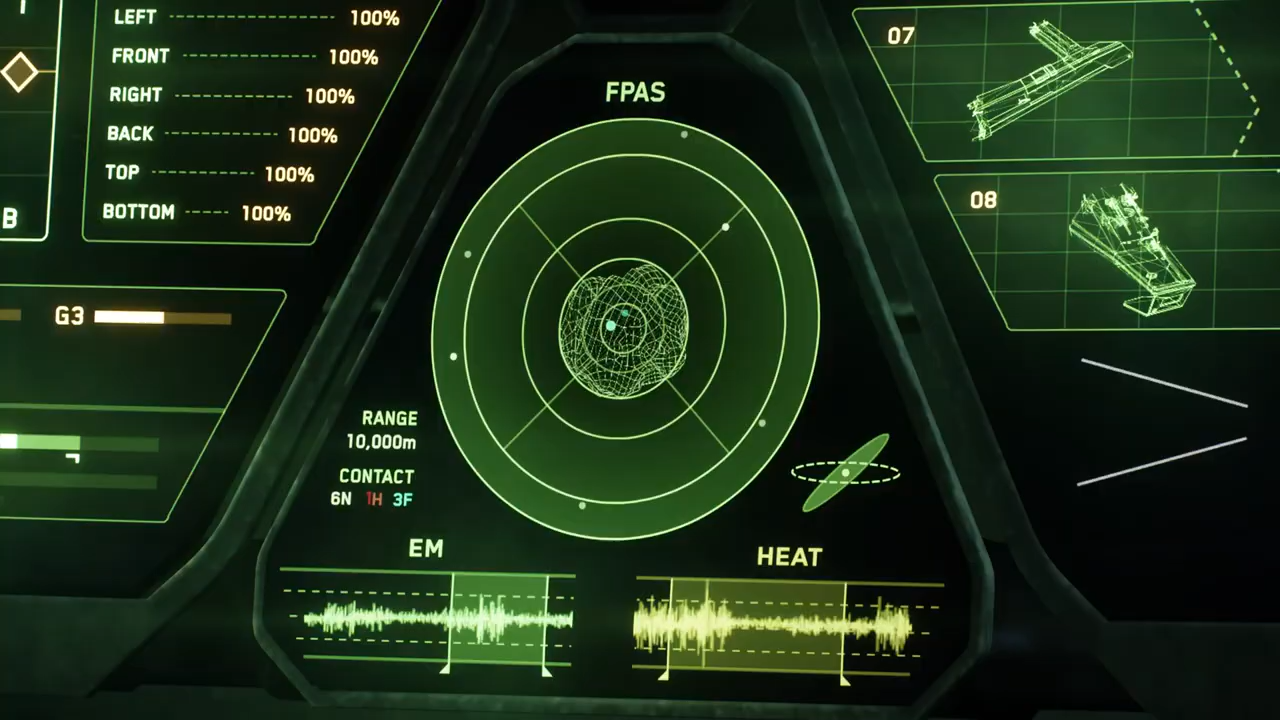 LEFT 100%
FRONT 100%
RIGHT 100%
BACK 100%
TOP 100%
BOTTOM 100%
B
G3
FPAS
RANGE
10,000m
CONTACT
6N 1H 3F
EM
HEAT
07
08